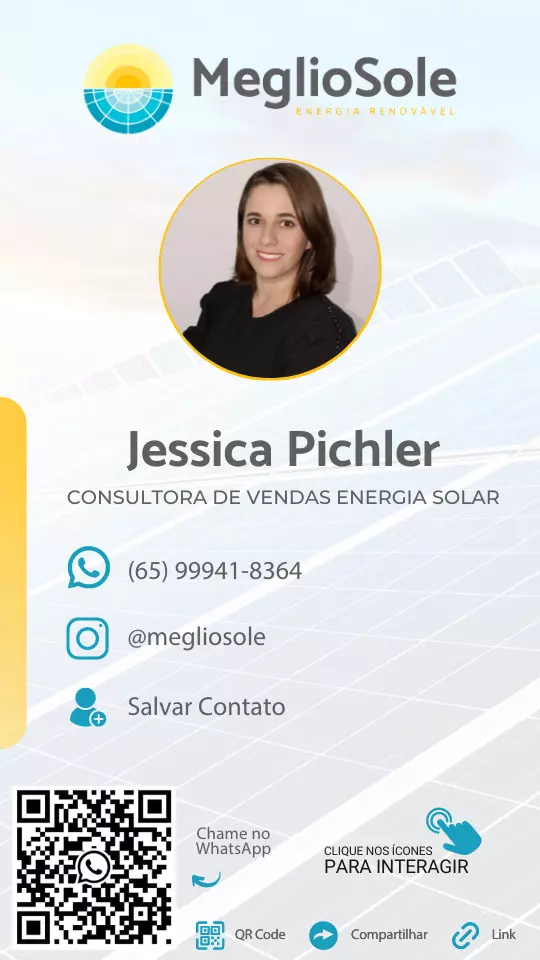 MeglioSole
ENERGIA RENOVÁVEL
Jessica Pichler
CONSULTORA DE VENDAS ENERGIA SOLAR
(65) 99941-8364
@megliosole
Salvar Contato
Chame no
WhatsApp
CLIQUE NOS ÍCONES
PARA INTERAGIR
QR Code
Compartilhar
Link